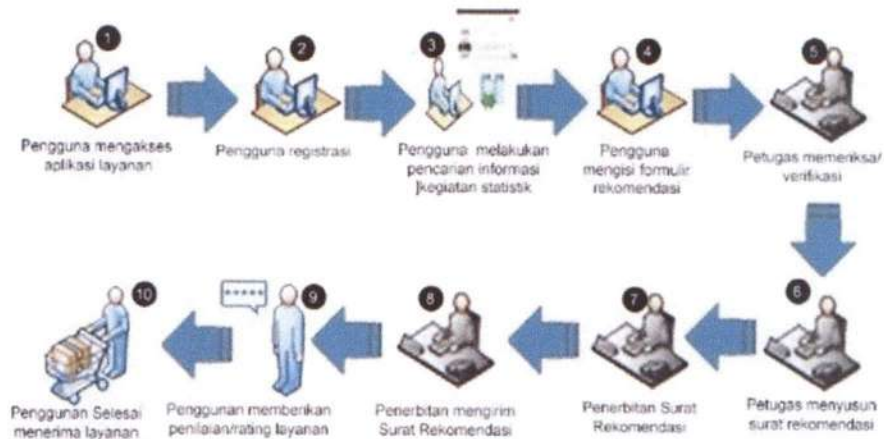 1
Pengguna mengakses
aplikasi layanan
2
Pengguna registrasi
3
Pengguna melakukan
pencarian informasi
]kegiatan statistik
4
Pengguna
mengisi formulir
rekomendasi
5
Petugas memeriksa/
verifikasi
6
Petugas menyusun
surat rekomendasi
7
Penerbitan Surat
Rekomendasi
8
Penerbitan mengirim
Surat Rekomendasi
9
*****
Penggunan memberikan
penilaian/rating layanan
10
Penggunan Selesai
menerima layanan